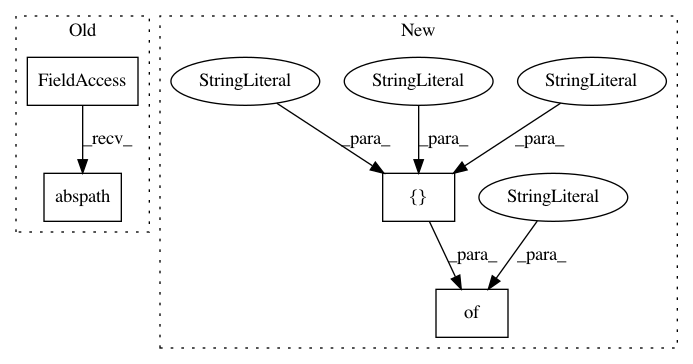 Old
New
FieldAccess
StringLiteral
StringLiteral
StringLiteral
_recv_
_para_
_para_
_para_
abspath
{}
StringLiteral
_para_
_para_
of